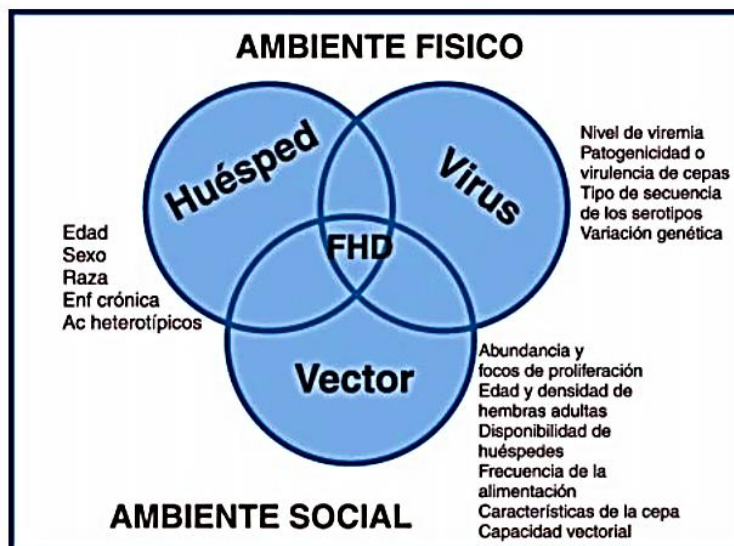 AMBIENTE FISICO
Huésped
Virus
FHD
Vector
Nivel de viremia
Patogenicidad o
virulencia de cepas
Tipo de secuencia
de los serotipos
Variación genética
Edad
Sexo
Raza
Enf crónica
Ac heterotípicos
Abundancia y
focos de proliferación
Edad y densidad de
hembras adultas
Disponibilidad de
huéspedes
Frecuencia de la
alimentación
Características de la cepa
Capacidad vectorial
AMBIENTE SOCIAL